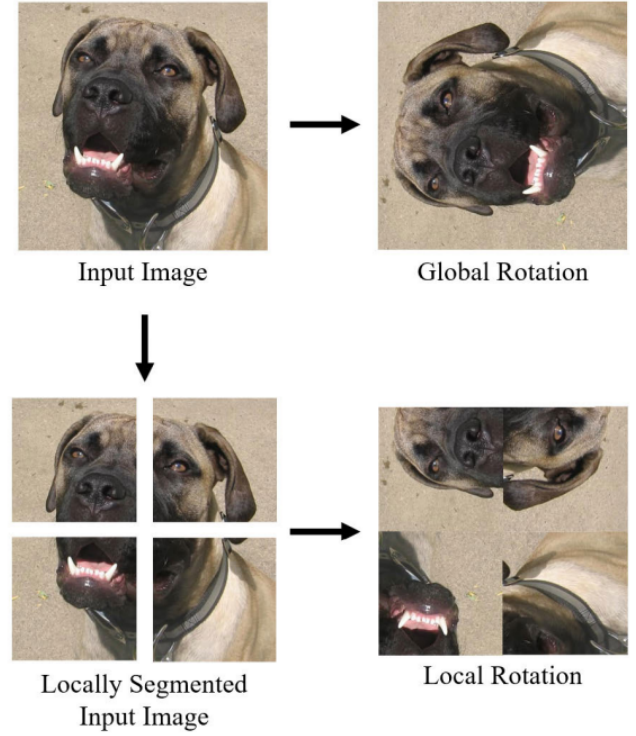 Input Image
Global Rotation
Locally Segmented
Input Image
Local Rotation